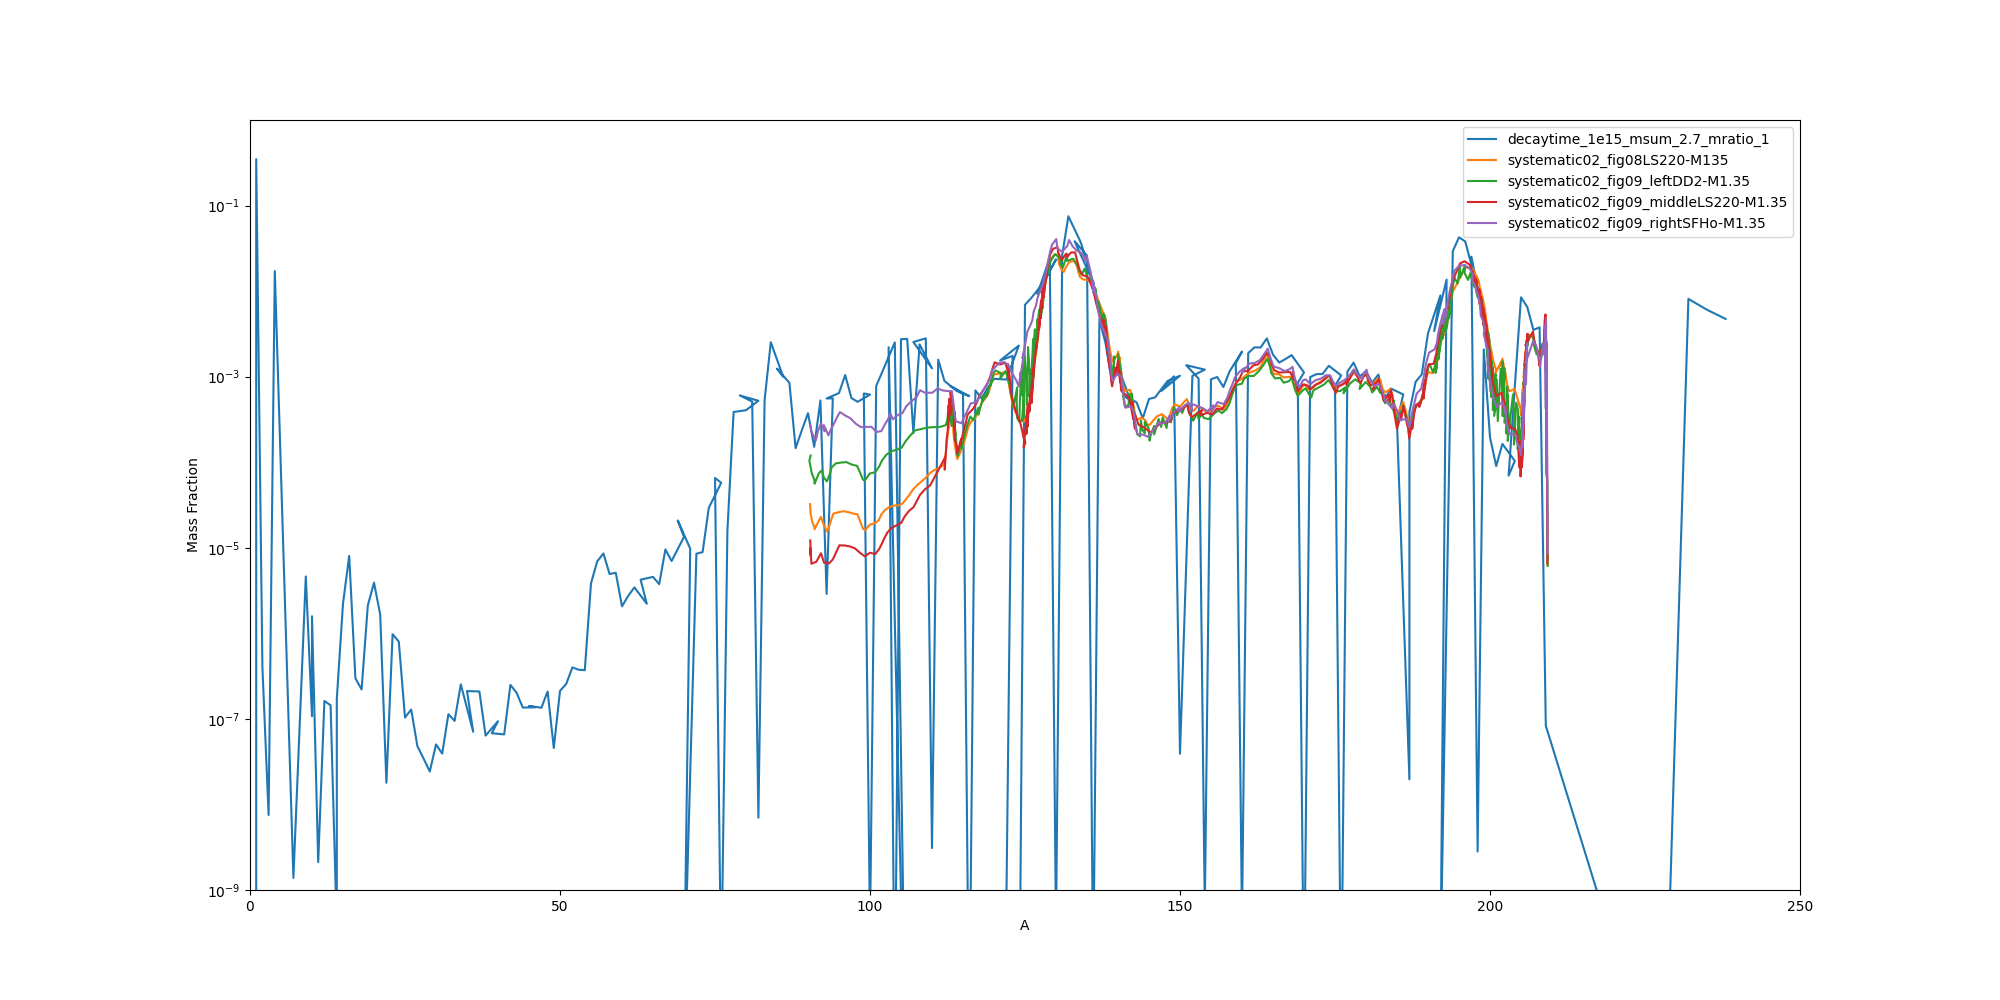 decaytime_1e15_msum_2.7_mratio_1
systematic02_fig08LS220-M135
systematic02_fig09_leftDD2-M1.35
systematic02_fig09_middleLS220-M1.35
systematic02_fig09_rightSFHo-M1.35
10⁻¹
10⁻³
10⁻⁵
10⁻⁷
10⁻⁹
Mass Fraction
0 50 100 150 200 250
A